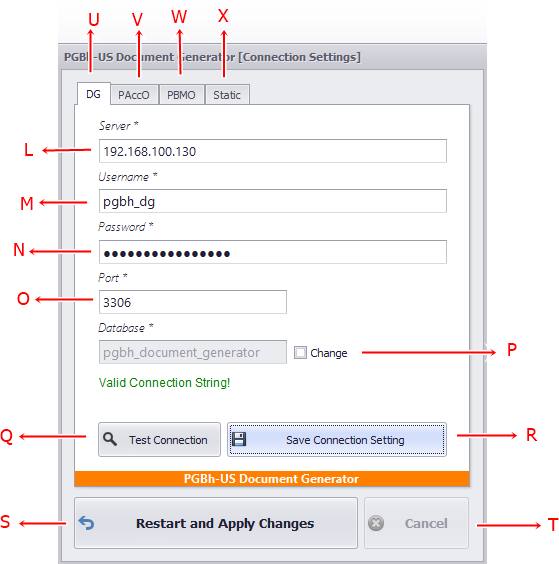 U V W X
PGBh-US Document Generator [Connection Settings]
DG PAccO PBMO Static
Server *
L 192.168.100.130
Username *
M pgbh_dg
Password *
N ●●●●●●●●●●●●●●●●
Port *
O 3306
Database *
pgbh_document_generator Change P
Valid Connection String!
Q Test Connection Save Connection Setting R
PGBh-US Document Generator
S Restart and Apply Changes Cancel T